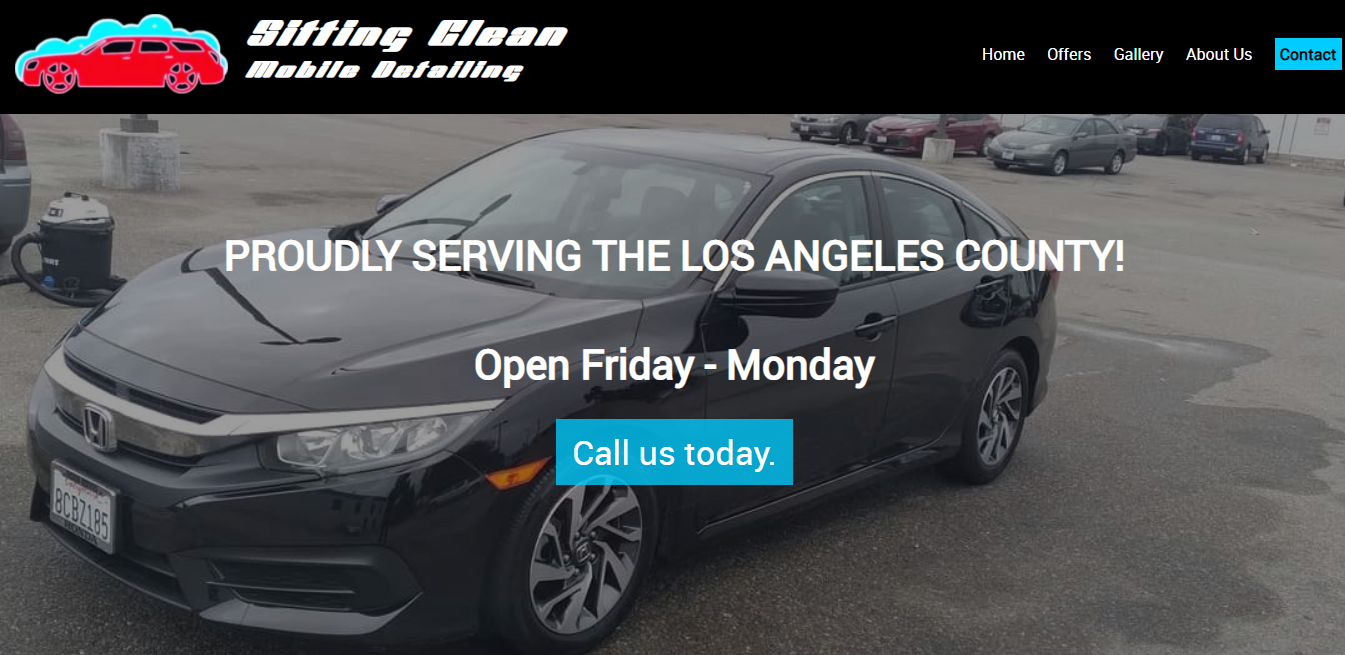 Sitting Clean
Mobile Detailing
Home
Offers
Gallery
About Us
Contact
PROUDLY SERVING THE LOS ANGELES COUNTY!
Open Friday - Monday
Call us today.
8CBZ185